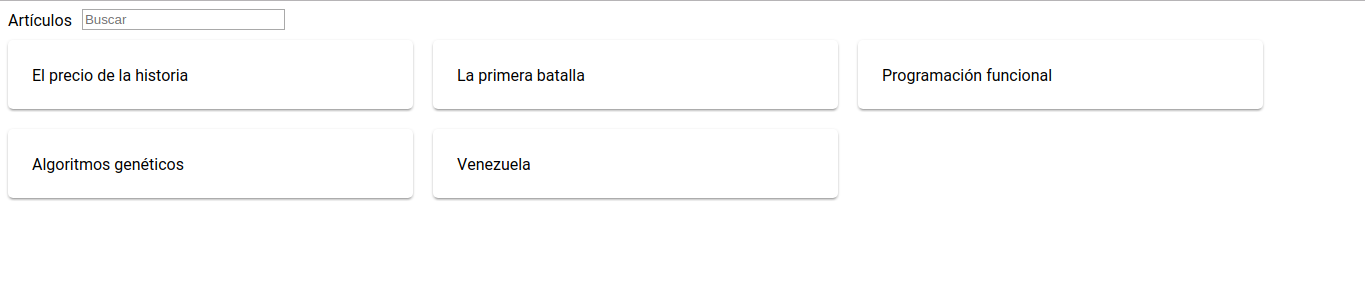 Artículos Buscar
El precio de la historia
La primera batalla
Programación funcional
Algoritmos genéticos
Venezuela